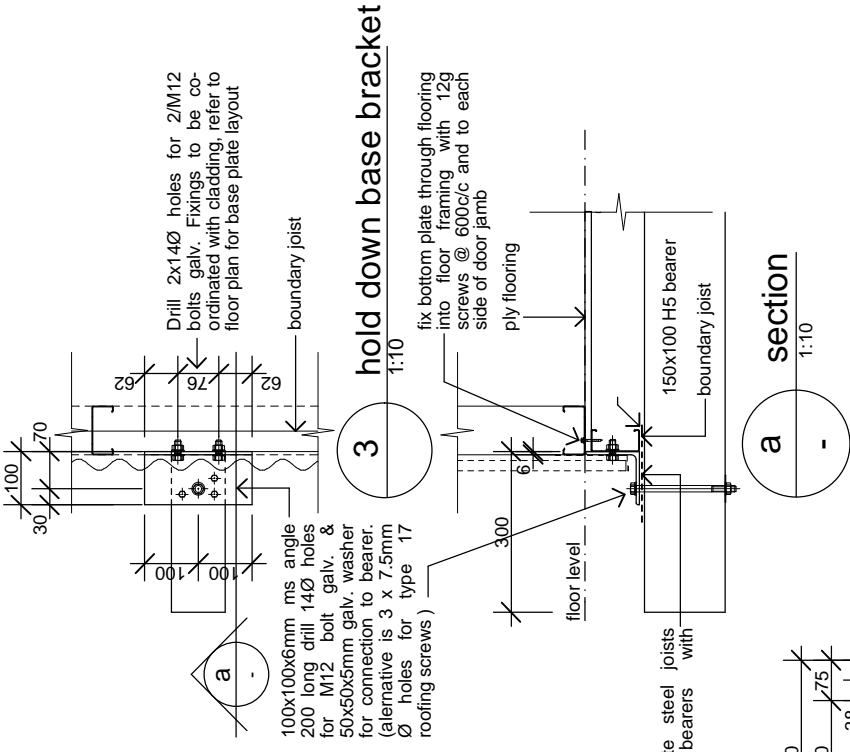 30
100
70
100
100
62
76
62
a
-
Drill 2x14Ø holes for 2/M12
bolts galv. Fixings to be co-
ordinated with cladding, refer to
floor plan for base plate layout
boundary joist
100x100x6mm ms angle
200 long drill 14Ø holes
for M12 bolt galv. &
50x50x5mm galv. washer
for connection to bearer.
(alernative is 3 x 7.5mm
Ø holes for type 17
roofing screws )
3
hold down base bracket
1:10
fix bottom plate through flooring
into floor framing with 12g
screws @ 600c/c and to each
side of door jamb
ply flooring
300
6
floor level
150x100 H5 bearer
boundary joist
steel joists
bearers with
a
-
section
1:10
75